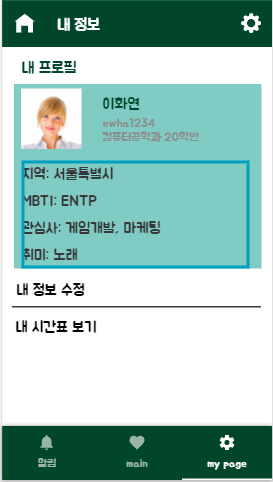 내 정보
내 프로필
이화연
ewha1234
컴퓨터공학과 20학번
지역: 서울특별시
MBTI: ENTP
관심사: 게임개발, 마케팅
취미: 노래
내 정보 수정
내 시간표 보기
알림
main
my page